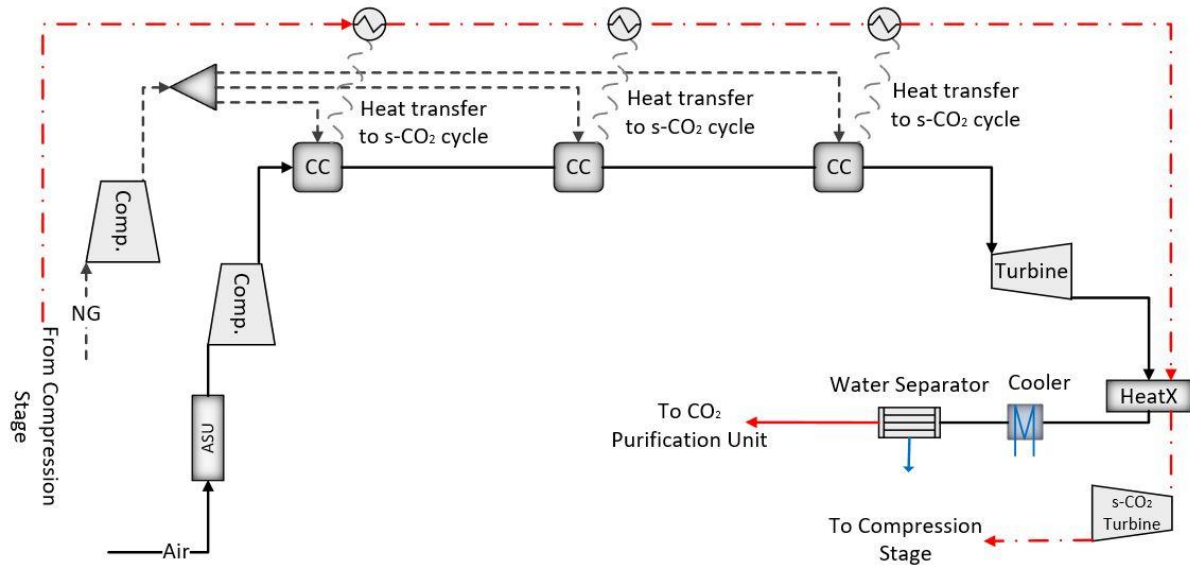 Heat transfer
to s-CO₂ cycle
Heat transfer
to s-CO₂ cycle
Heat transfer
to s-CO₂ cycle
CC
CC
CC
Comp.
Comp.
NG
From Compression
Stage
ASU
Air
Turbine
HeatX
Water Separator
Cooler
To CO₂
Purification Unit
s-CO₂
Turbine
To Compression
Stage